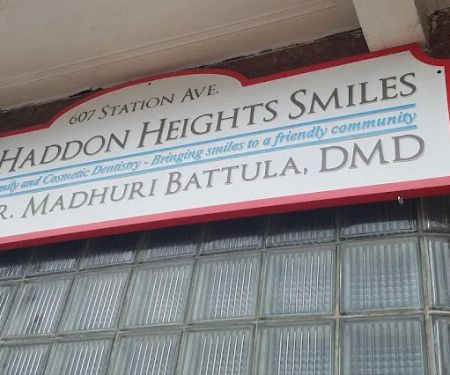 607 STATION AVE.
HADDON HEIGHTS SMILES
mily and Cosmetic Dentistry - Bringing smiles to a friendly community
R. MADHURI BATTULA, DMD